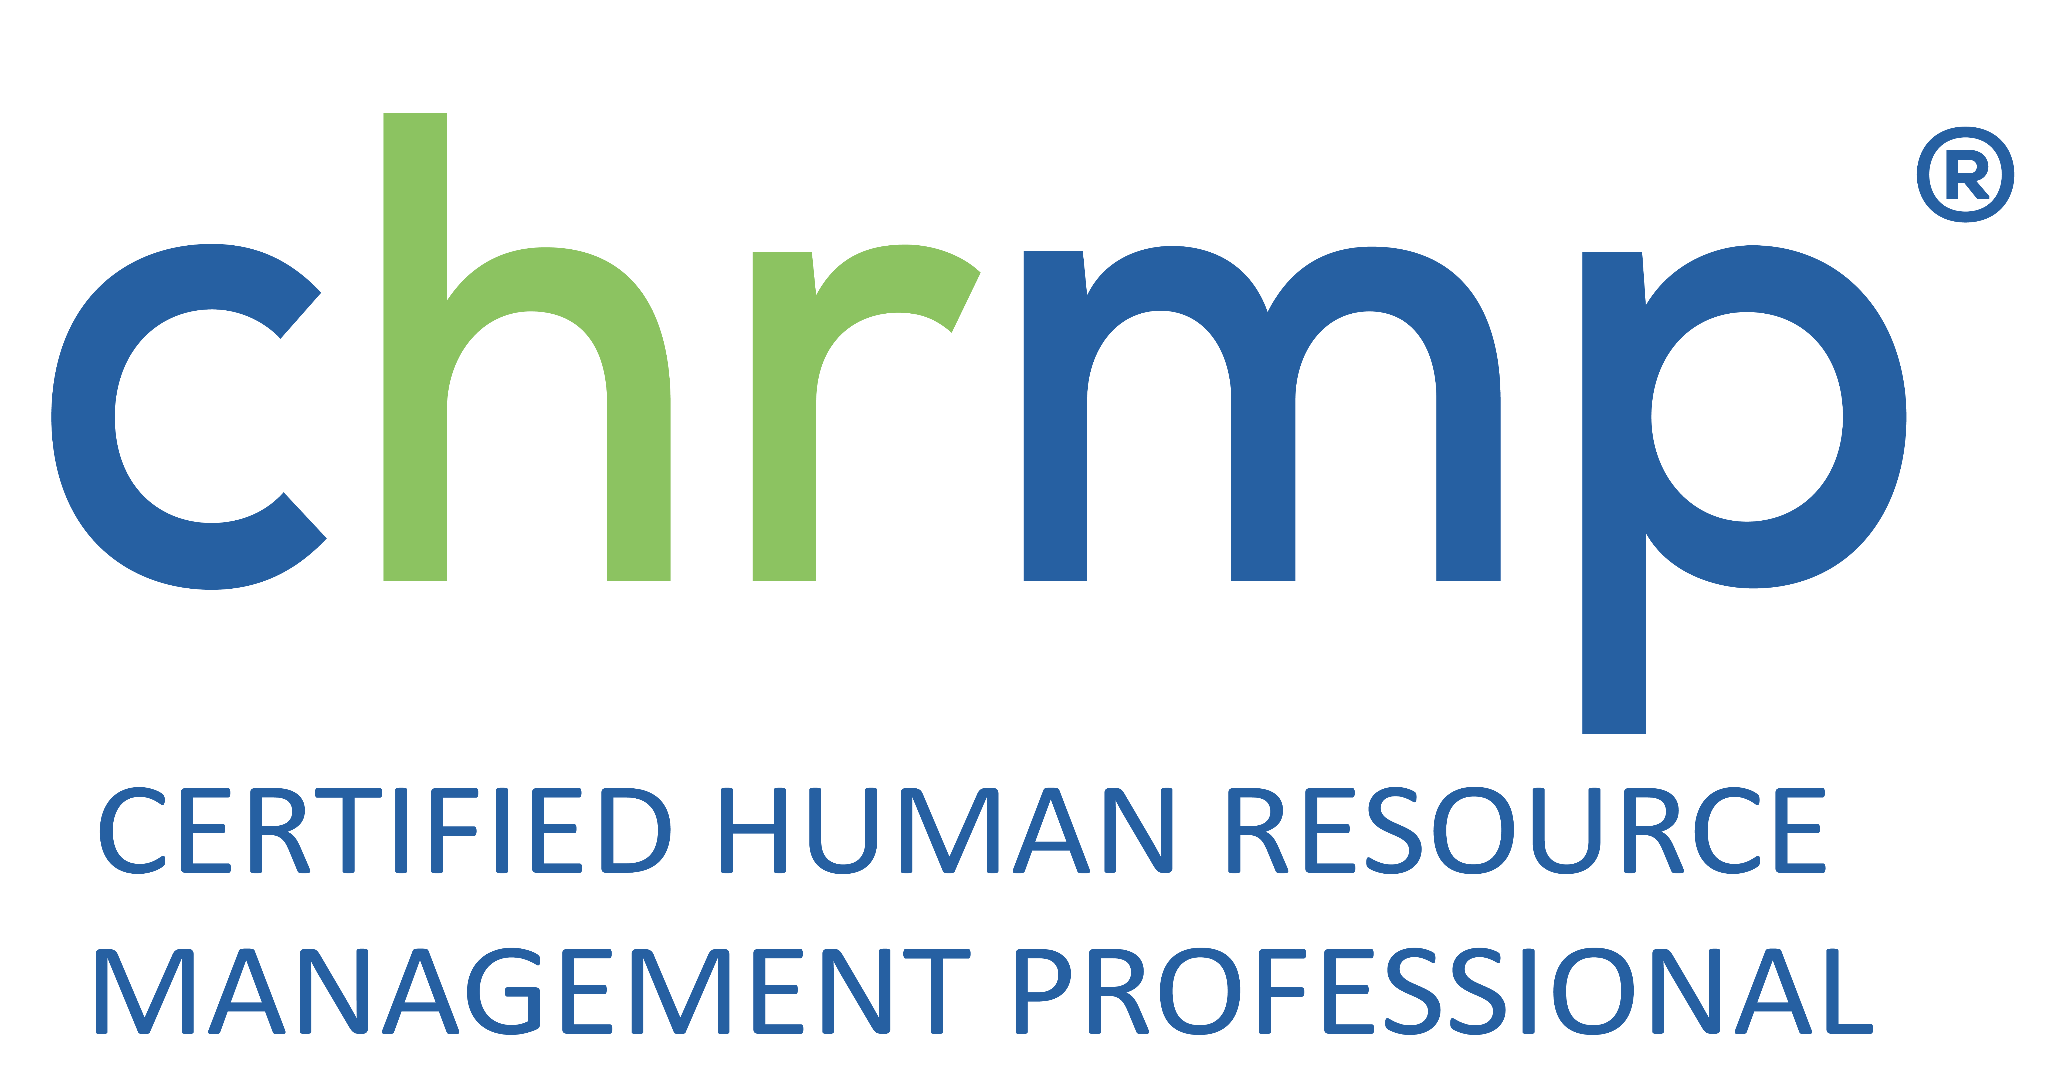 chrmp®
CERTIFIED HUMAN RESOURCE
MANAGEMENT PROFESSIONAL